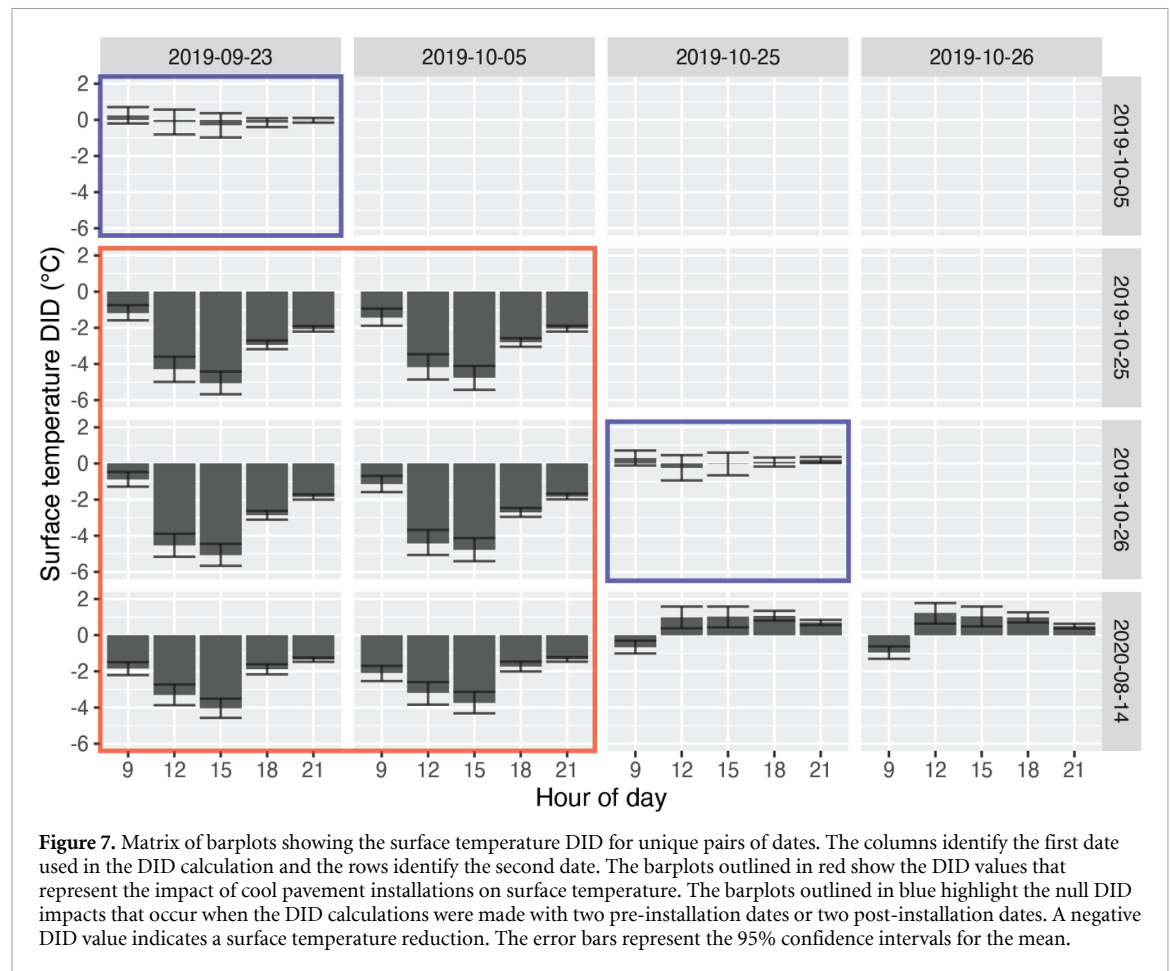 2019-09-23 2019-10-05 2019-10-25 2019-10-26
2
0
-2
-4
-6
2019-10-05
2
0
-2
-4
-6
2019-10-25
2
0
-2
-4
-6
2019-10-26
2
0
-2
-4
-6
2020-08-14
Surface temperature DID (°C)
9 12 15 18 21 9 12 15 18 21 9 12 15 18 21 9 12 15 18 21
Hour of day
Figure 7. Matrix of barplots showing the surface temperature DID for unique pairs of dates. The columns identify the first date
used in the DID calculation and the rows identify the second date. The barplots outlined in red show the DID values that
represent the impact of cool pavement installations on surface temperature. The barplots outlined in blue highlight the null DID
impacts that occur when the DID calculations were made with two pre-installation dates or two post-installation dates. A negative
DID value indicates a surface temperature reduction. The error bars represent the 95% confidence intervals for the mean.